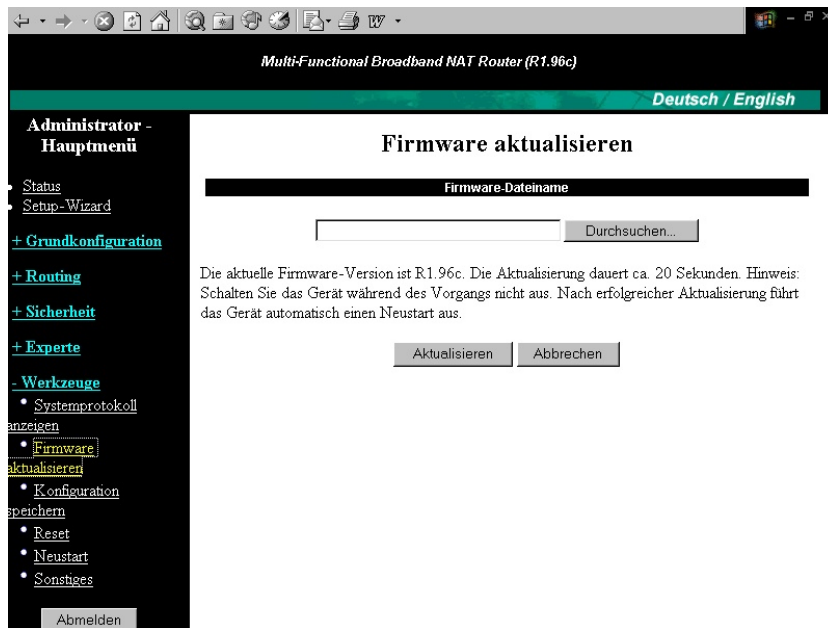 Multi-Functional Broadband NAT Router (R1.96c)
Deutsch / English
Administrator -
Hauptmenü
Status
Setup-Wizard
+ Grundkonfiguration
+ Routing
+ Sicherheit
+ Experte
- Werkzeuge
Systemprotokoll
anzeigen
Firmware
aktualisieren
Konfiguration
speichern
Reset
Neustart
Sonstiges
Abmelden
Firmware aktualisieren
Firmware-Dateiname
Durchsuchen...
Die aktuelle Firmware-Version ist R1.96c. Die Aktualisierung dauert ca. 20 Sekunden. Hinweis:
Schalten Sie das Gerät während des Vorgangs nicht aus. Nach erfolgreicher Aktualisierung führt
das Gerät automatisch einen Neustart aus.
Aktualisieren
Abbrechen